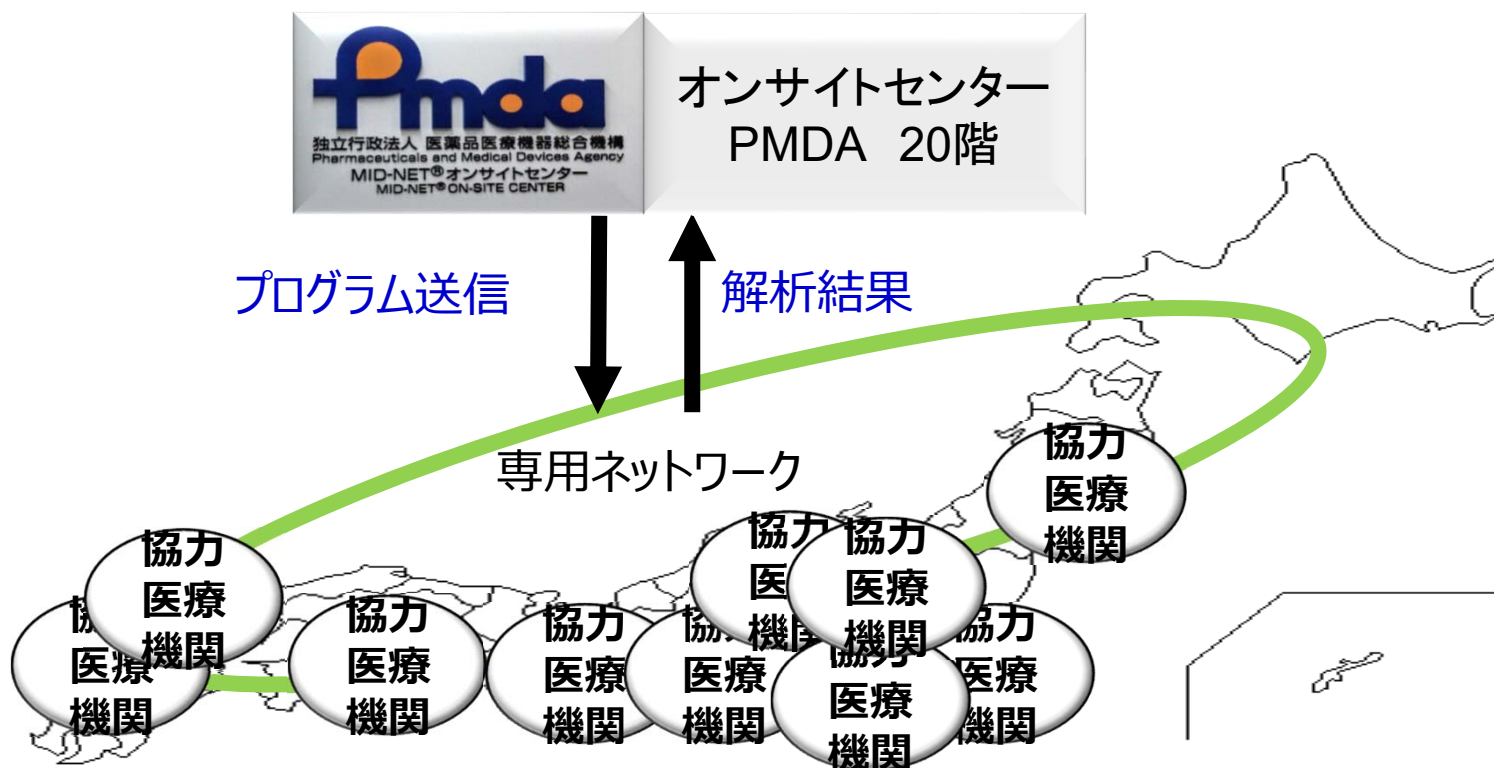 Pmda
独立行政法人 医薬品医療機器総合機構
Pharmaceuticals and Medical Devices Agency
MID-NET®オンサイトセンター
MID-NET® ON-SITE CENTER
オンサイトセンター
PMDA 20階
プログラム送信
解析結果
専用ネットワーク
協力
医療
機関
協力
医療
機関
協
医療
機関
協力
医療
機関
協力
医療
機関
協力
医療
機関
協力
医
機関
協力
医療
機関
協力
医療
機関
協力
医療
機関